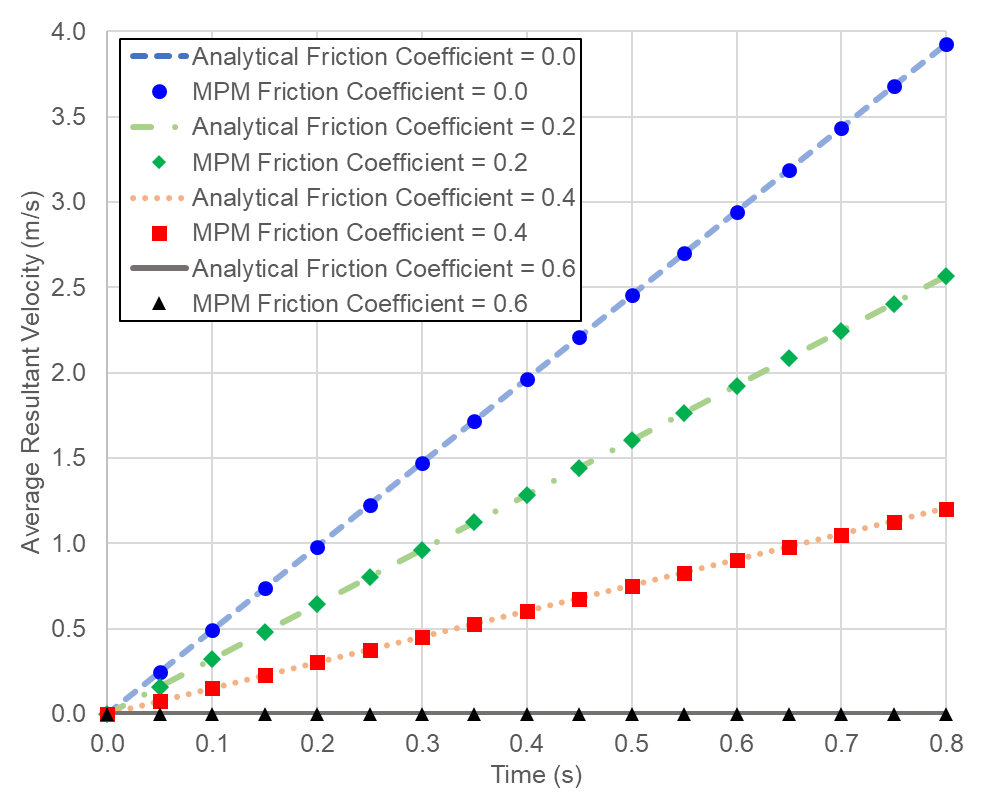 4.0
3.5
3.0
2.5
2.0
1.5
1.0
0.5
0.0
Average Resultant Velocity (m/s)
Analytical Friction Coefficient = 0.0
MPM Friction Coefficient = 0.0
Analytical Friction Coefficient = 0.2
MPM Friction Coefficient = 0.2
Analytical Friction Coefficient = 0.4
MPM Friction Coefficient = 0.4
Analytical Friction Coefficient = 0.6
MPM Friction Coefficient = 0.6
0.0 0.1 0.2 0.3 0.4 0.5 0.6 0.7 0.8
Time (s)